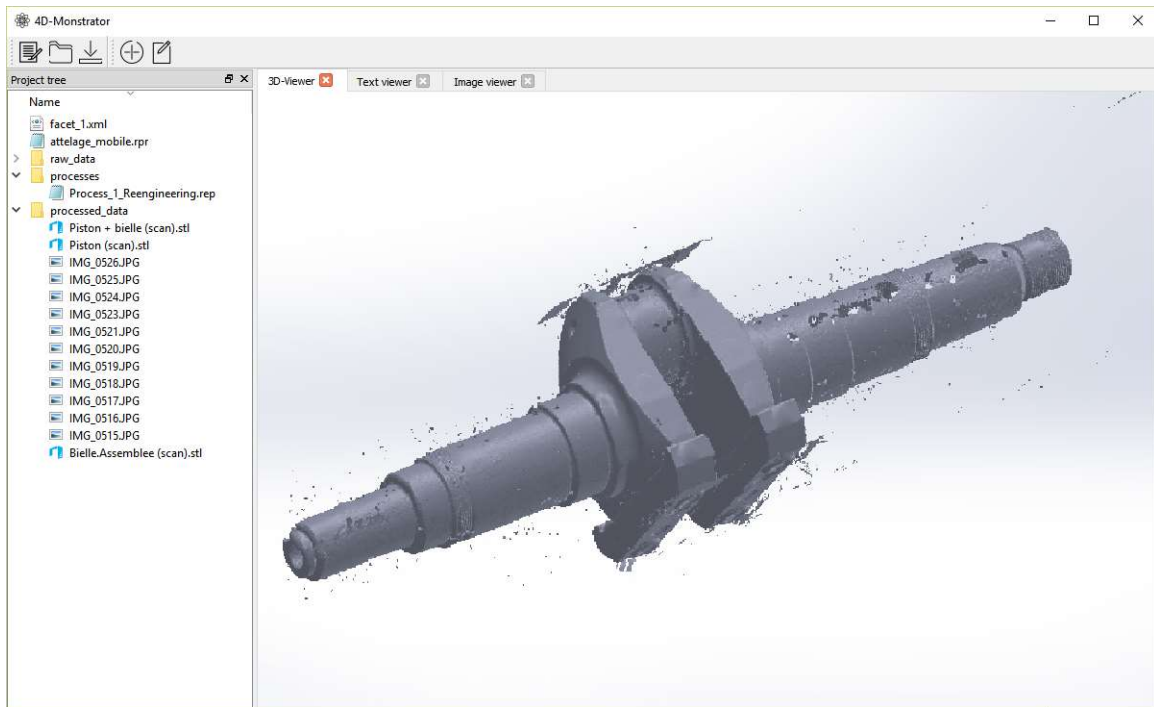 4D-Monstrator
Project tree
3D-Viewer
Text viewer
Image viewer
Name
facet_1.xml
attelage_mobile.rpr
raw_data
processes
Process_1_Reengineering.rep
processed_data
Piston + bielle (scan).stl
Piston (scan).stl
IMG_0526.JPG
IMG_0525.JPG
IMG_0524.JPG
IMG_0523.JPG
IMG_0521.JPG
IMG_0520.JPG
IMG_0519.JPG
IMG_0518.JPG
IMG_0517.JPG
IMG_0516.JPG
IMG_0515.JPG
Bielle.Assemblee (scan).stl